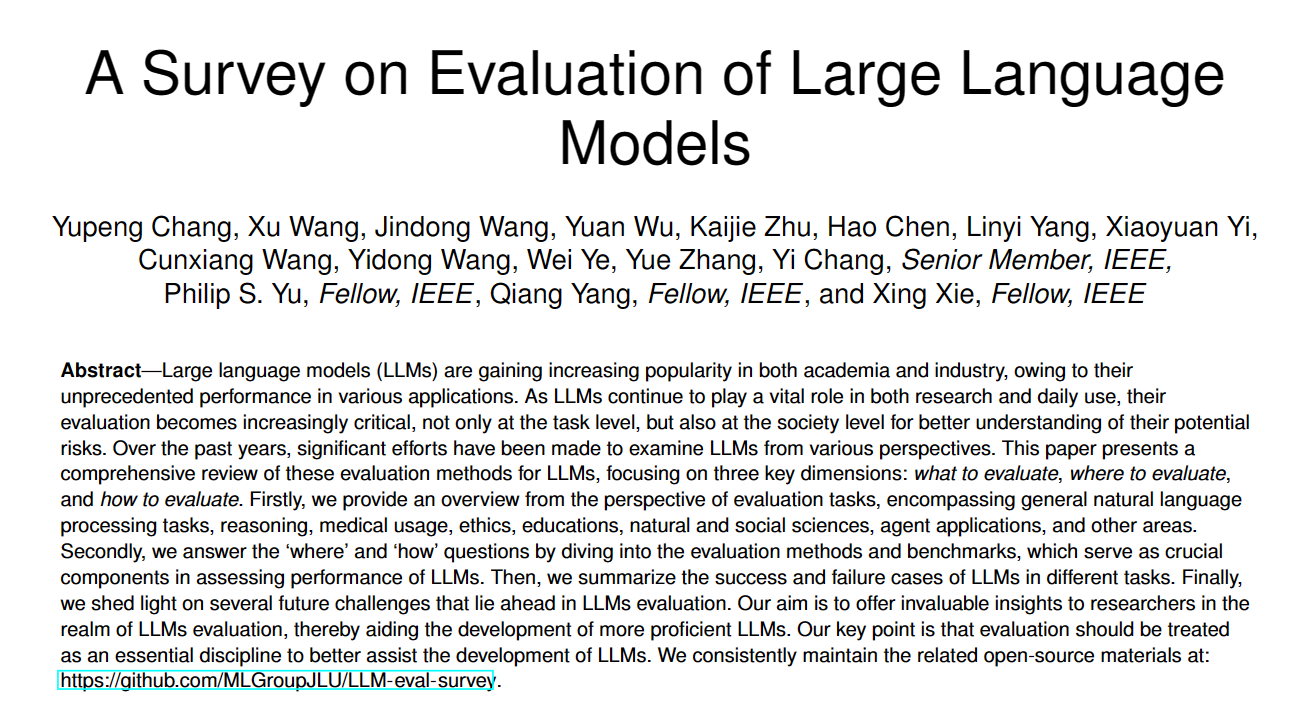 A Survey on Evaluation of Large Language
Models
Yupeng Chang, Xu Wang, Jindong Wang, Yuan Wu, Kaijie Zhu, Hao Chen, Linyi Yang, Xiaoyuan Yi,
Cunxiang Wang, Yidong Wang, Wei Ye, Yue Zhang, Yi Chang, Senior Member, IEEE,
Philip S. Yu, Fellow, IEEE, Qiang Yang, Fellow, IEEE, and Xing Xie, Fellow, IEEE
Abstract—Large language models (LLMs) are gaining increasing popularity in both academia and industry, owing to their
unprecedented performance in various applications. As LLMs continue to play a vital role in both research and daily use, their
evaluation becomes increasingly critical, not only at the task level, but also at the society level for better understanding of their potential
risks. Over the past years, significant efforts have been made to examine LLMs from various perspectives. This paper presents a
comprehensive review of these evaluation methods for LLMs, focusing on three key dimensions: what to evaluate, where to evaluate,
and how to evaluate. Firstly, we provide an overview from the perspective of evaluation tasks, encompassing general natural language
processing tasks, reasoning, medical usage, ethics, educations, natural and social sciences, agent applications, and other areas.
Secondly, we answer the ‘where’ and ‘how’ questions by diving into the evaluation methods and benchmarks, which serve as crucial
components in assessing performance of LLMs. Then, we summarize the success and failure cases of LLMs in different tasks. Finally,
we shed light on several future challenges that lie ahead in LLMs evaluation. Our aim is to offer invaluable insights to researchers in the
realm of LLMs evaluation, thereby aiding the development of more proficient LLMs. Our key point is that evaluation should be treated
as an essential discipline to better assist the development of LLMs. We consistently maintain the related open-source materials at:
https://github.com/MLGroupJLU/LLM-eval-survey.